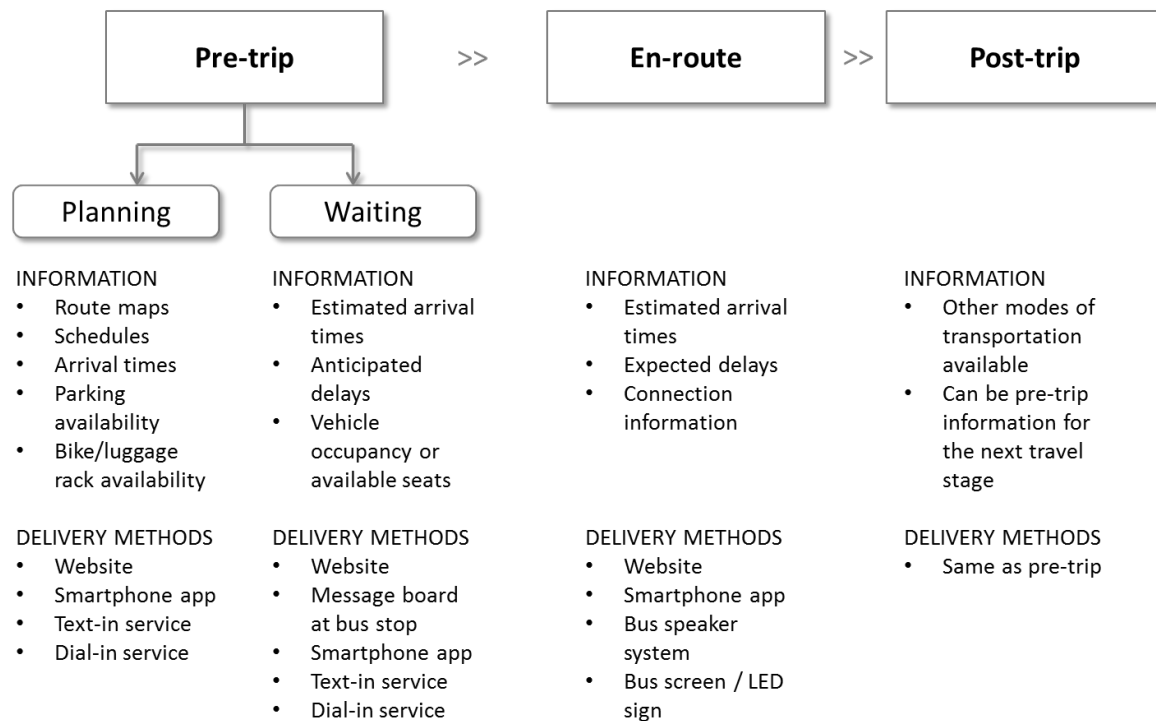 Pre-trip
>>
En-route
>>
Post-trip
Planning
Waiting
INFORMATION
• Route maps
• Schedules
• Arrival times
• Parking
availability
• Bike/luggage
rack availability
DELIVERY METHODS
• Website
• Smartphone app
• Text-in service
• Dial-in service
INFORMATION
• Estimated arrival
times
• Anticipated
delays
• Vehicle
occupancy or
available seats
DELIVERY METHODS
• Website
• Message board
at bus stop
• Smartphone app
• Text-in service
• Dial-in service
INFORMATION
• Estimated arrival
times
• Expected delays
• Connection
information
DELIVERY METHODS
• Website
• Smartphone app
• Bus speaker
system
• Bus screen / LED
sign
INFORMATION
• Other modes of
transportation
available
• Can be pre-trip
information for
the next travel
stage
DELIVERY METHODS
• Same as pre-trip